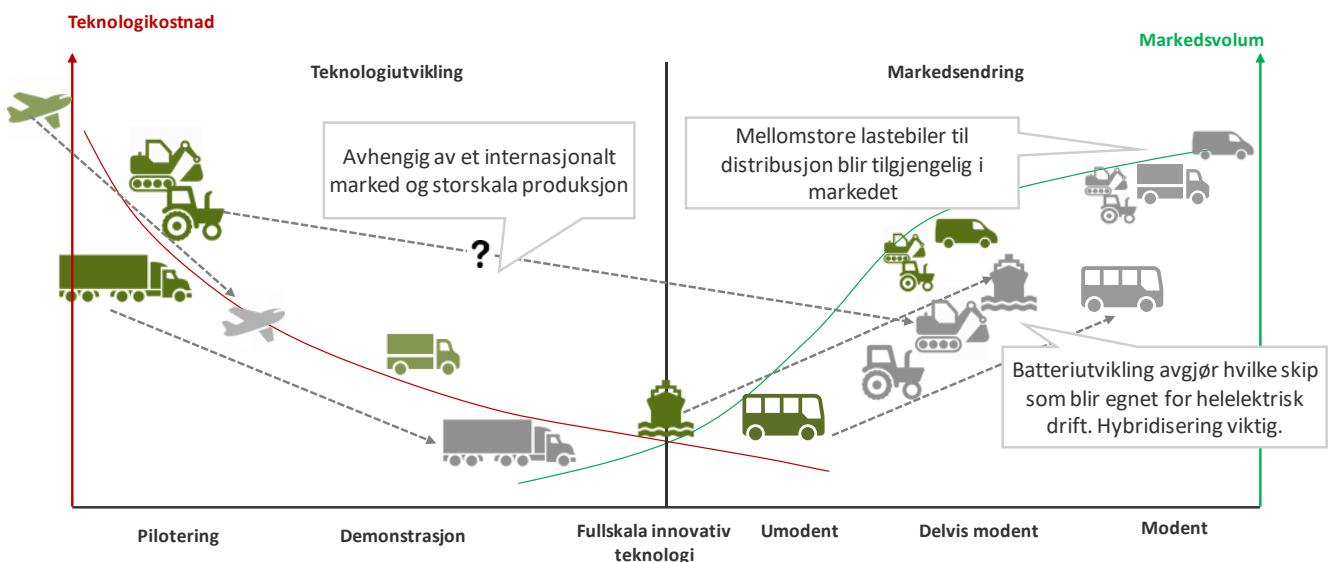 Teknologikostnad
Markedsvolum
Teknologiutvikling
Markedsendring
Avhengig av et internasjonalt
marked og storskala produksjon
Mellomstore lastebiler til
distribusjon blir tilgjengelig i
markedet
?
Batteriutvikling avgjør hvilke skip
som blir egnet for helelektrisk
drift. Hybridisering viktig.
Pilotering
Demonstrasjon
Fullskala innovativ
teknologi
Umodent
Delvis modent
Modent